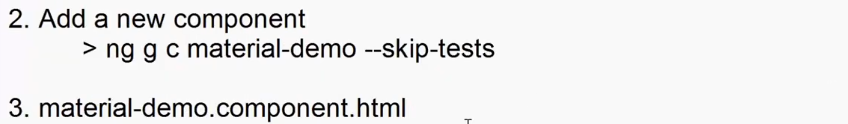 2. Add a new component
> ng g c material-demo --skip-tests
3. material-demo.component.html